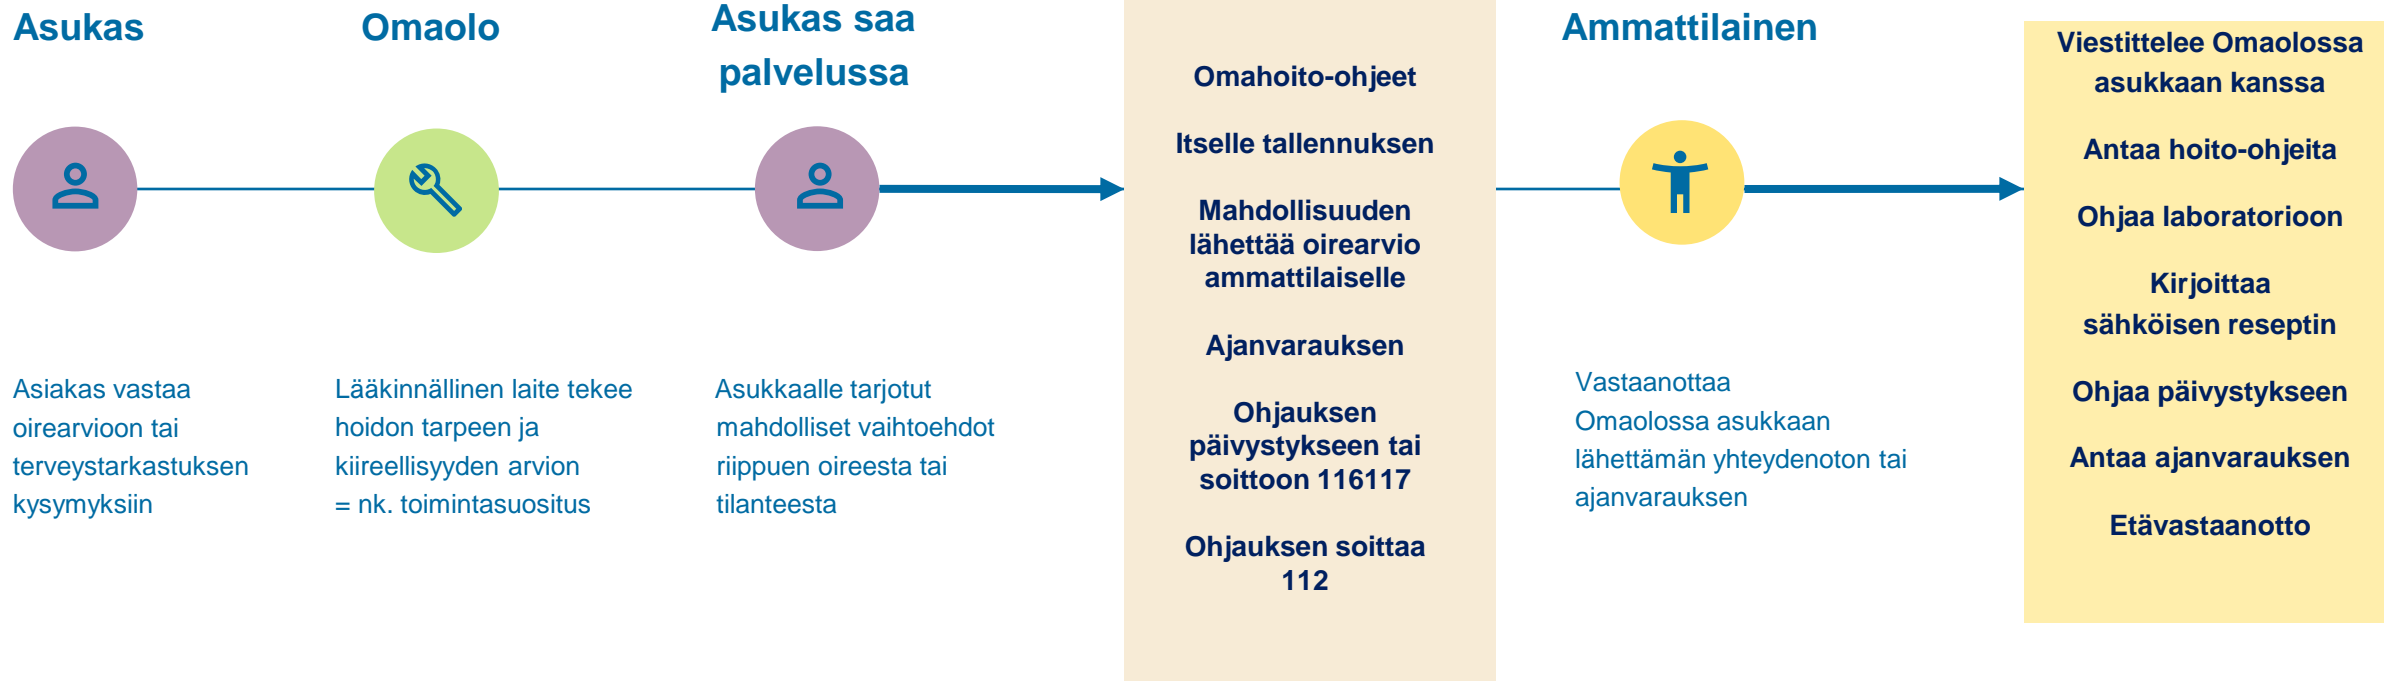 Asukas
Asiakas vastaa
oirearvioon tai
terveystarkastuksen
kysymyksiin
Omaolo
Lääkinnällinen laite tekee
hoidon tarpeen ja
kiireellisyyden arvion
= nk. toimintasuositus
Asukas saa
palvelussa
Asukkaalle tarjotut
mahdolliset vaihtoehdot
riippuen oireesta tai
tilanteesta
Omahoito-ohjeet
Itselle tallennuksen
Mahdollisuuden
lähettää oirearvio
ammattilaiselle
Ajanvarauksen
Ohjauksen
päivystykseen tai
soittoon 116117
Ohjauksen soittaa
112
Ammattilainen
Vastaanottaa
Omaolossa asukkaan
lähettämän yhteydenoton tai
ajanvarauksen
Viestittelee Omaolossa
asukkaan kanssa
Antaa hoito-ohjeita
Ohjaa laboratorioon
Kirjoittaa
sähköisen reseptin
Ohjaa päivystykseen
Antaa ajanvarauksen
Etävastaanotto